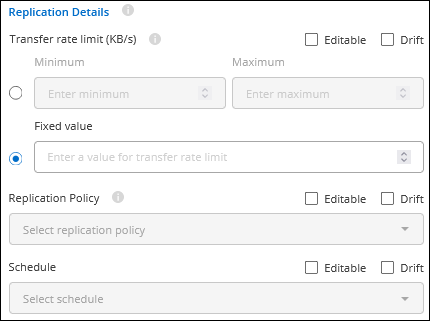 Replication Details
Transfer rate limit (KB/s) Editable Drift
Minimum Maximum
Enter minimum Enter maximum
Fixed value
Enter a value for transfer rate limit
Replication Policy Editable Drift
Select replication policy
Schedule Editable Drift
Select schedule